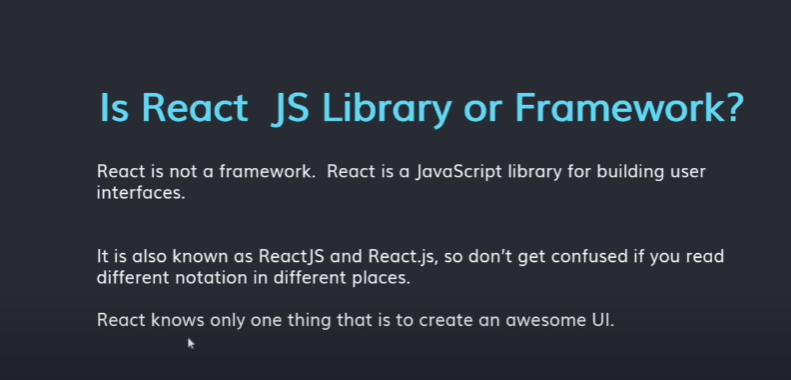 Is React  JS Library or Framework?
React is not a framework.  React is a JavaScript library for building user
interfaces.
It is also known as ReactJS and React.js, so don’t get confused if you read
different notation in different places.
React knows only one thing that is to create an awesome UI.